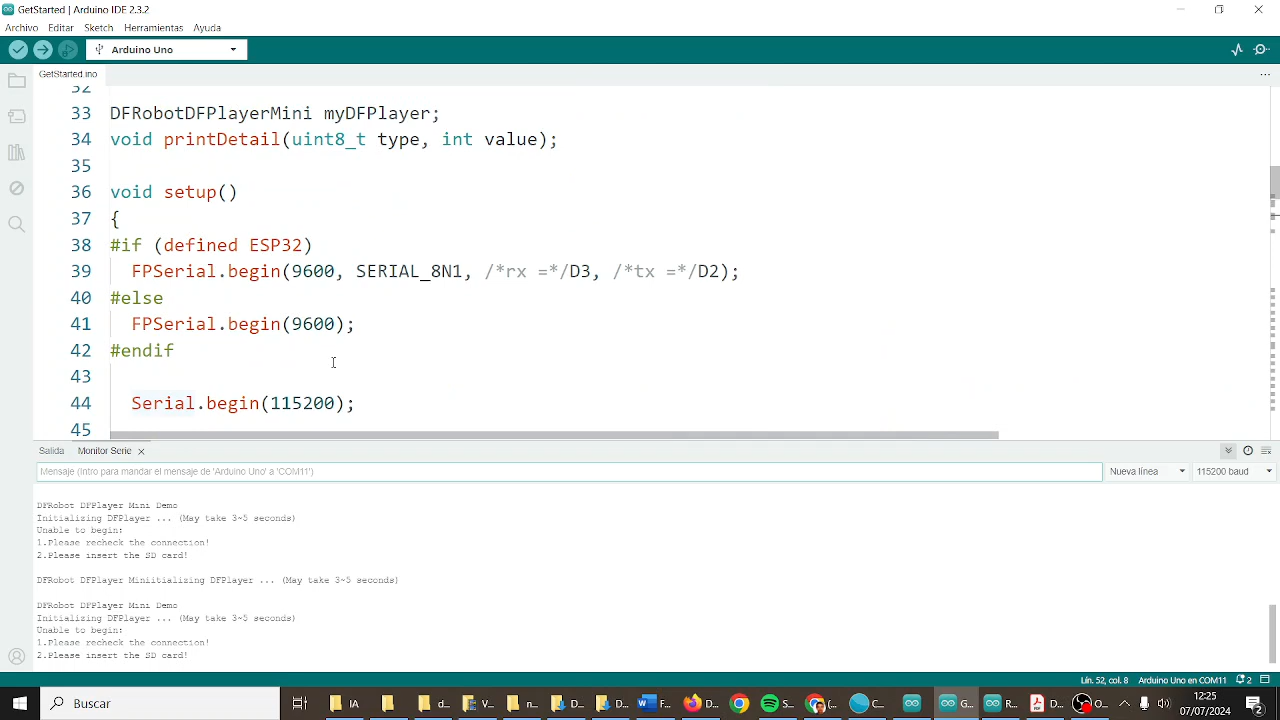 GetStarted | Arduino IDE 2.3.2
Archivo Editar Sketch Herramientas Ayuda
Arduino Uno
GetStarted.ino
32
33 DFRobotDFPlayerMini myDFPlayer;
34 void printDetail(uint8_t type, int value);
35
36 void setup()
37 {
38 #if (defined ESP32)
39 FPSerial.begin(9600, SERIAL_8N1, /*rx =*/D3, /*tx =*/D2);
40 #else
41 FPSerial.begin(9600);
42 #endif
43
44 Serial.begin(115200);
45
Salida Monitor Serie
Mensaje (Intro para mandar el mensaje de 'Arduino Uno' a 'COM11') Nueva línea 115200 baud
DFRobot DFPlayer Mini Demo
Initializing DFPlayer ... (May take 3~5 seconds)
Unable to begin:
1.Please recheck the connection!
2.Please insert the SD card!
DFRobot DFPlayer Miniitializing DFPlayer ... (May take 3~5 seconds)
DFRobot DFPlayer Mini Demo
Initializing DFPlayer ... (May take 3~5 seconds)
Unable to begin:
1.Please recheck the connection!
2.Please insert the SD card!
Lín. 52, col. 8 Arduino Uno en COM11 2
Buscar IA d... V... n... D... D... F... D... S... (... C... G... R... D... O... 12:25
07/07/2024 2